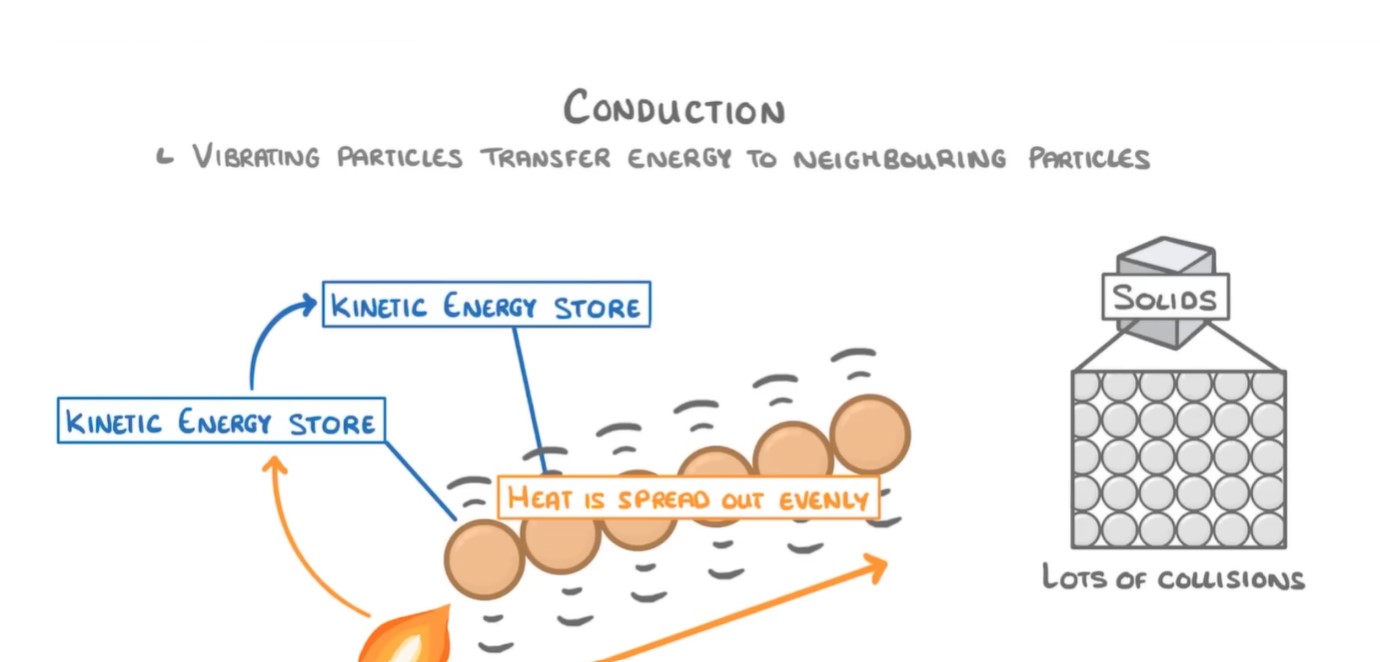 CONDUCTION
VIBRATING PARTICLES TRANSFER ENERGY TO NEIGHBOURING PARTICLES
KINETIC ENERGY STORE
KINETIC ENERGY STORE
HEAT IS SPREAD OUT EVENLY
SOLIDS
LOTS OF COLLISIONS